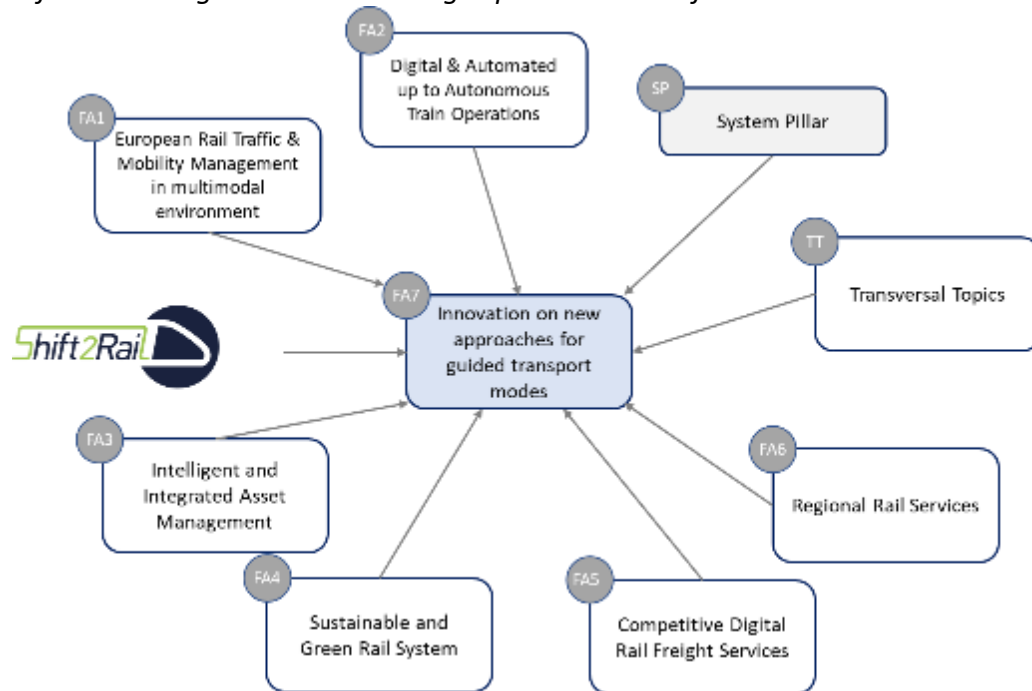 FA2
Digital & Automated
up to Autonomous
Train Operations
SP
System Pillar
FA1
European Rail Traffic &
Mobility Management
in multimodal
environment
TT
Transversal Topics
FA7
Innovation on new
approaches for
guided transport
modes
Shift2Rail
FA3
Intelligent and
Integrated Asset
Management
FA6
Regional Rail Services
FA4
Sustainable and
Green Rail System
FA5
Competitive Digital
Rail Freight Services